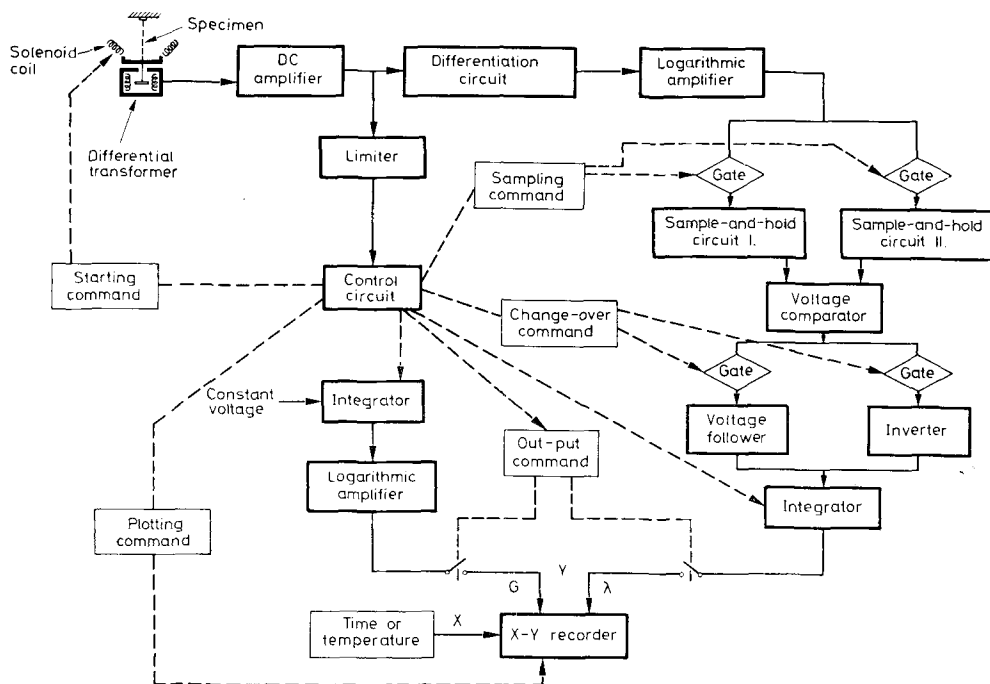 Specimen
Solenoid
coil
DC
amplifier
Differentiation
circuit
Logarithmic
amplifier
Differential
transformer
Limiter
Sampling
command
Gate
Gate
Sample-and-hold
circuit I.
Sample-and-hold
circuit II.
Starting
command
Control
circuit
Change-over
command
Voltage
comparator
Gate
Gate
Constant
voltage
Integrator
Out-put
command
Voltage
follower
Inverter
Logarithmic
amplifier
Integrator
Plotting
command
G
Y
λ
Time or
temperature
X
X-Y recorder